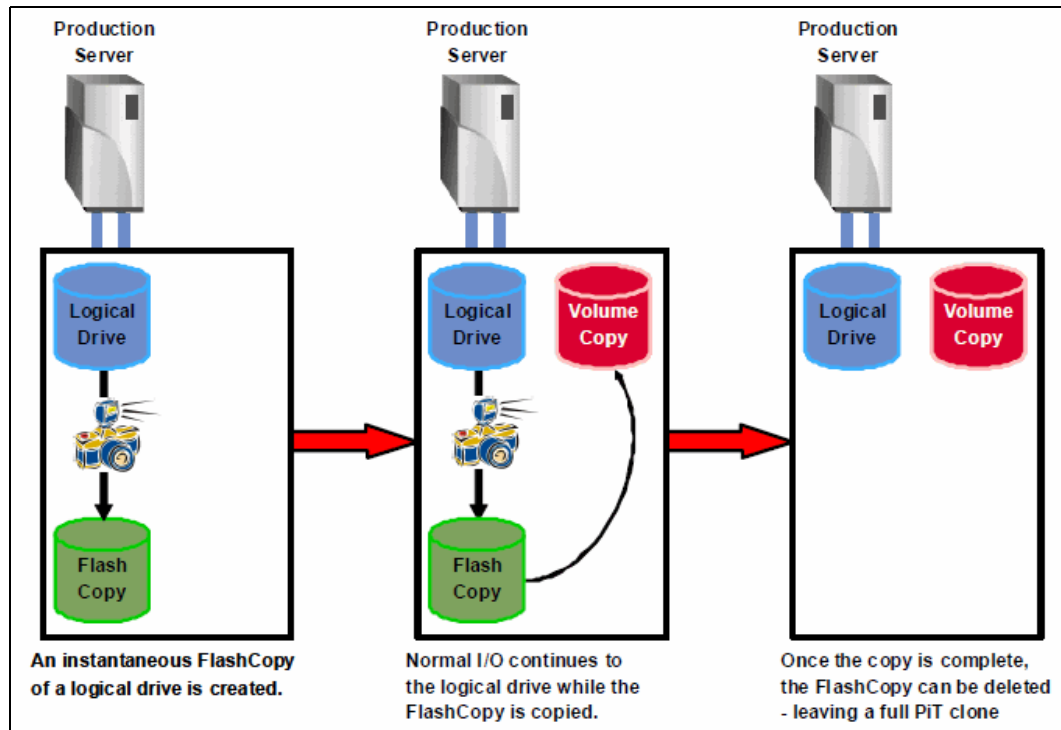 Production
Server
Logical
Drive
Flash
Copy
An instantaneous FlashCopy
of a logical drive is created.
Production
Server
Logical
Drive
Volume
Copy
Flash
Copy
Normal I/O continues to
the logical drive while the
FlashCopy is copied.
Production
Server
Logical
Drive
Volume
Copy
Once the copy is complete,
the FlashCopy can be deleted
- leaving a full PiT clone